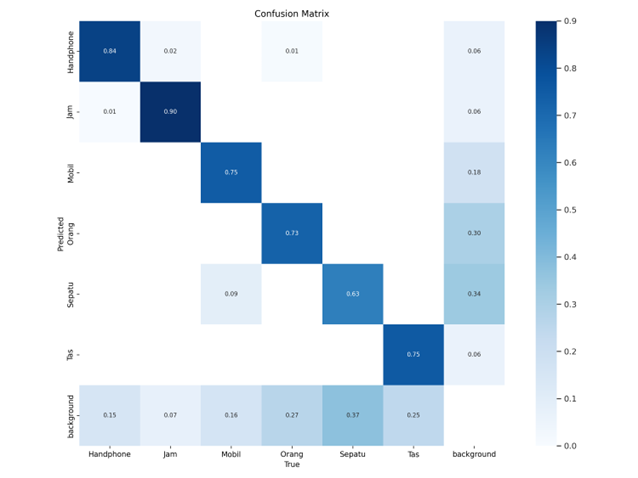 Confusion Matrix
Handphone 0.84 0.02 0.01 0.06
Jam 0.01 0.90 0.06
Mobil 0.75 0.18
Orang 0.73 0.30
Sepatu 0.09 0.63 0.34
Tas 0.75 0.06
background 0.15 0.07 0.16 0.27 0.37 0.25
Predicted
Handphone Jam Mobil Orang Sepatu Tas background
True
0.9
0.8
0.7
0.6
0.5
0.4
0.3
0.2
0.1
0.0